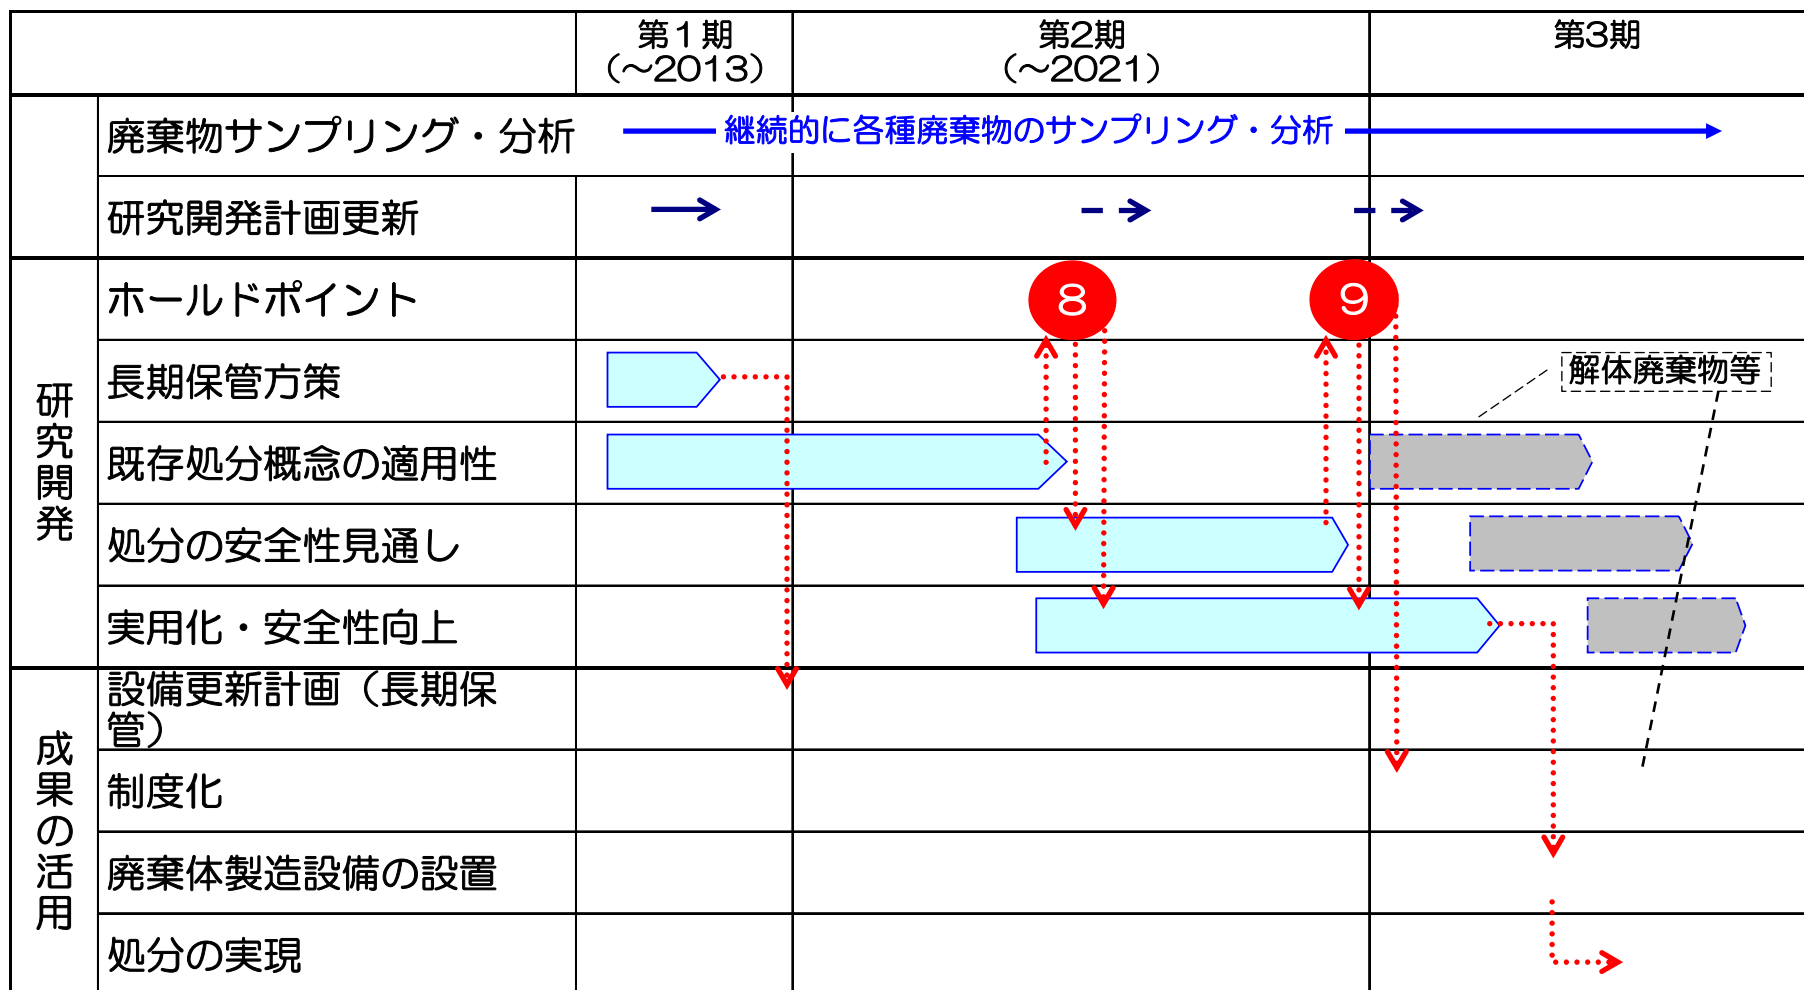 第１期
（～2013）
第2期
（～2021）
第3期
廃棄物サンプリング・分析
継続的に各種廃棄物のサンプリング・分析
研究開発計画更新
研究開発
ホールドポイント
8
9
長期保管方策
解体廃棄物等
既存処分概念の適用性
処分の安全性見通し
実用化・安全性向上
成果の活用
設備更新計画（長期保
管）
制度化
廃棄体製造設備の設置
処分の実現